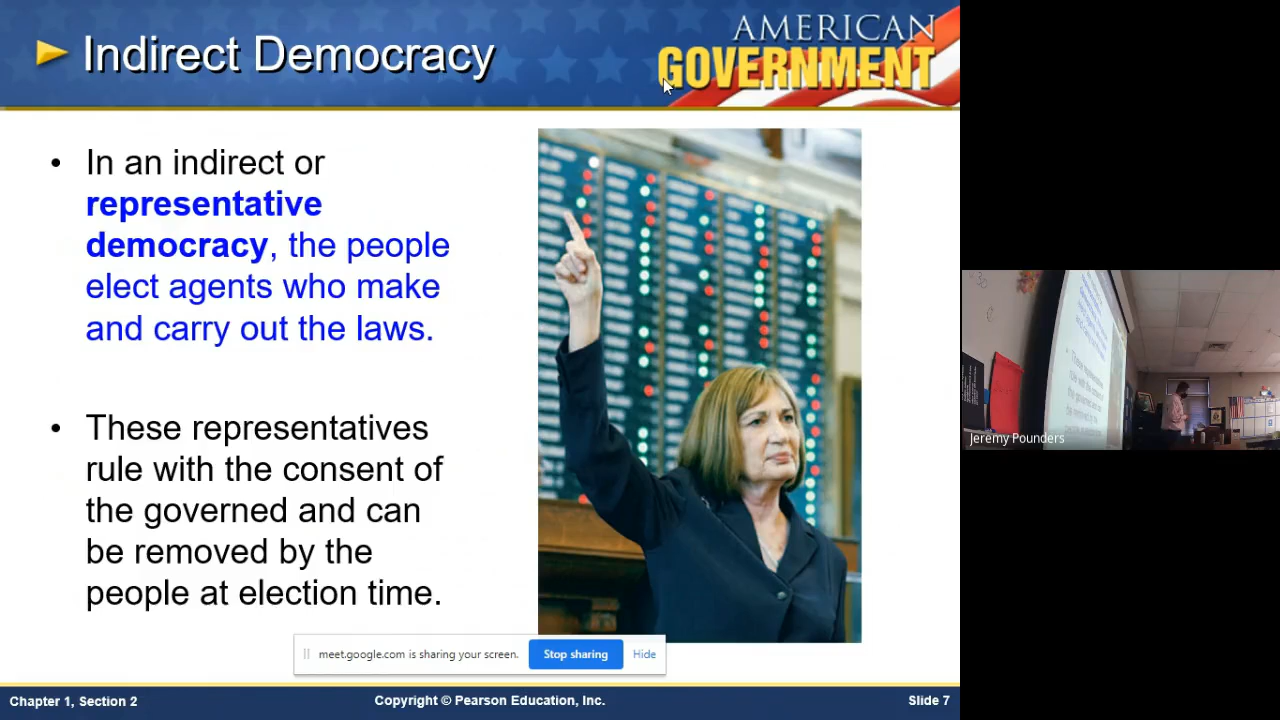 Indirect Democracy
AMERICAN
GOVERNMENT
• In an indirect or
representative
democracy, the people
elect agents who make
and carry out the laws.
• These representatives
rule with the consent of
the governed and can
be removed by the
people at election time.
meet.google.com is sharing your screen.
Stop sharing
Hide
Chapter 1, Section 2
Copyright © Pearson Education, Inc.
Slide 7
Jeremy Pounders